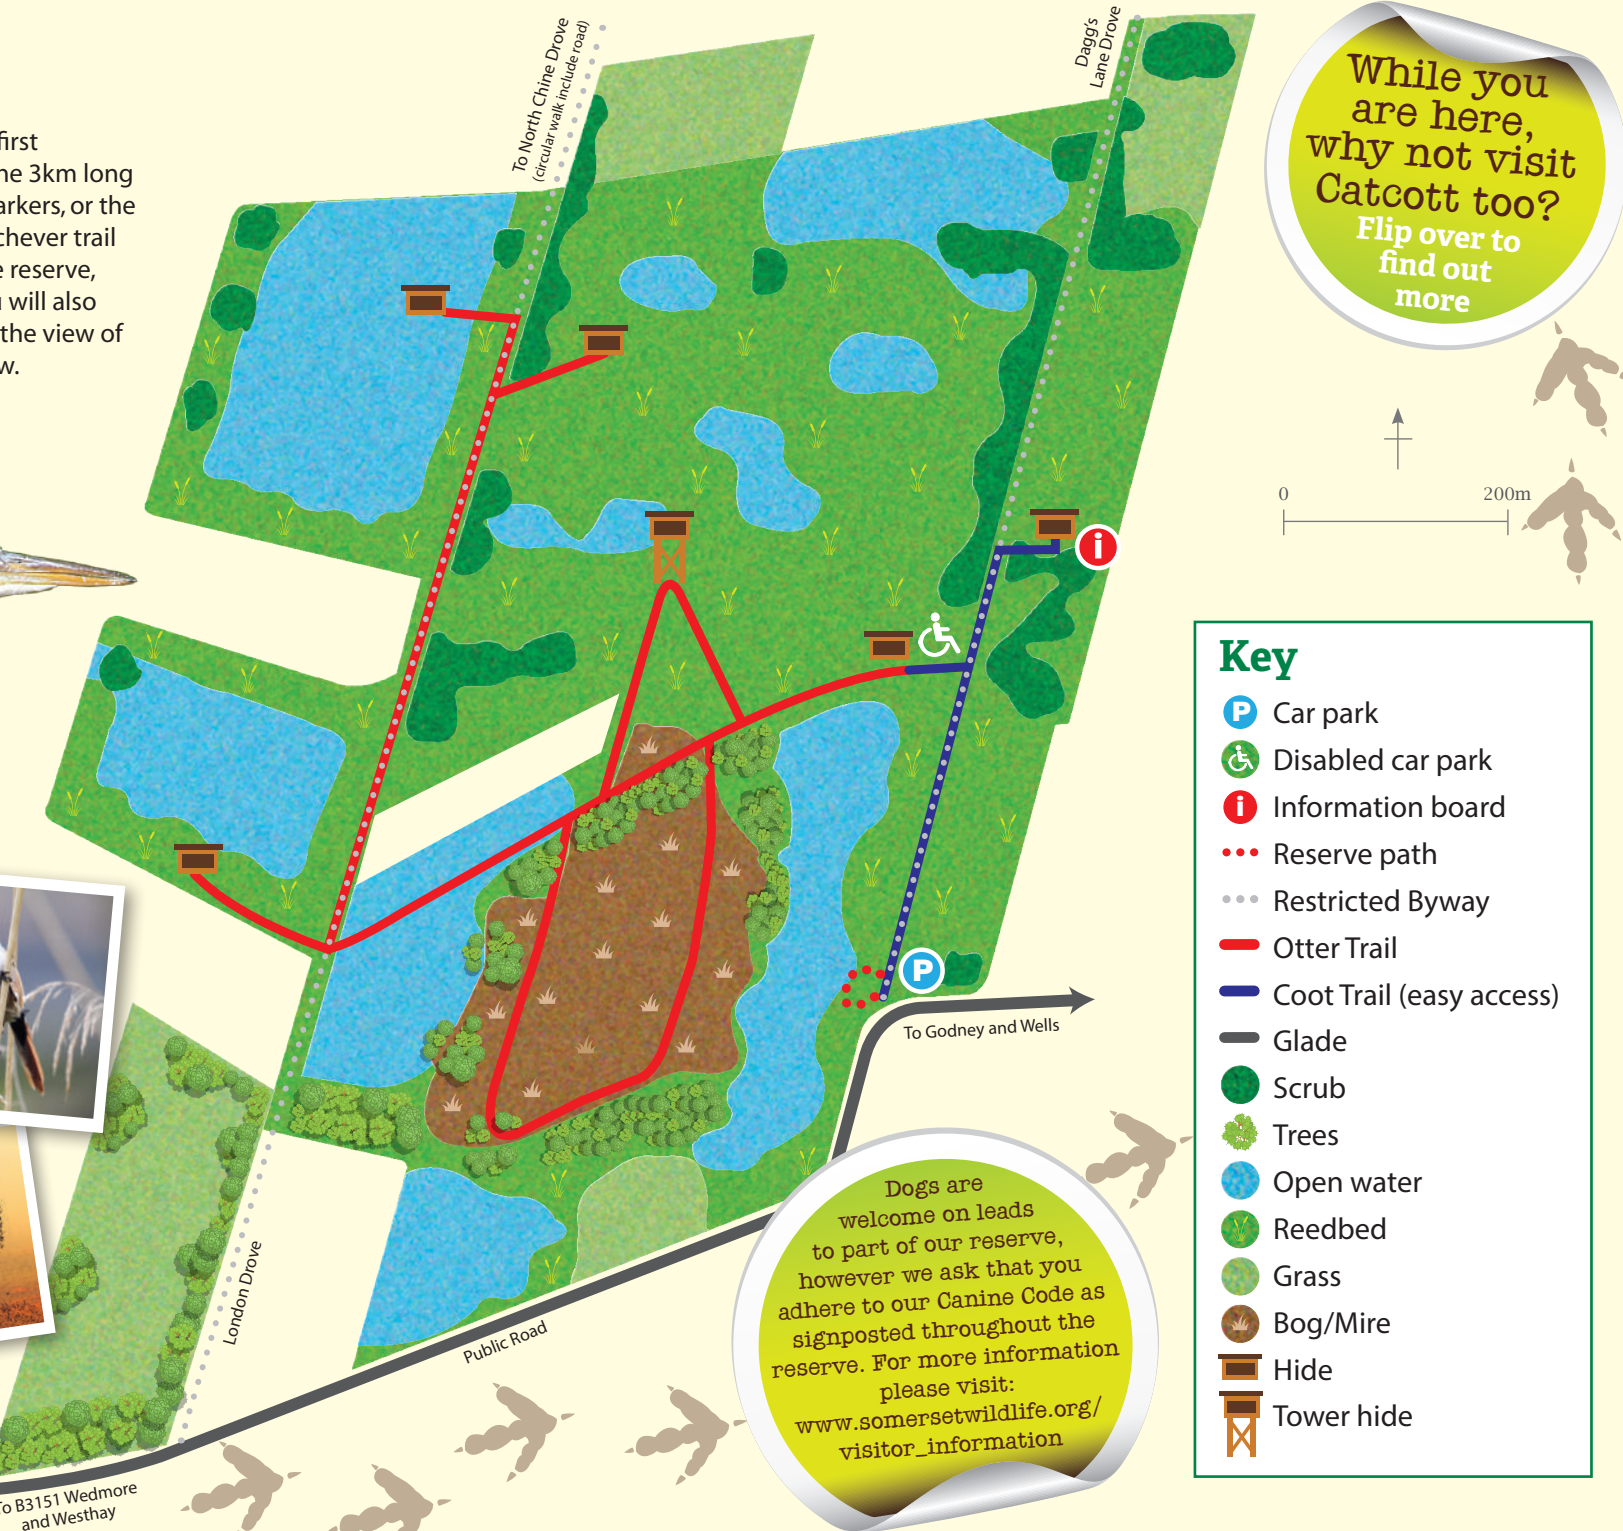 first
he 3km long
arkers, or the
chever trail
e reserve,
u will also
the view of
w.
To North Chine Drove
(circular walk include road)
Dagg's
Lane Drove
While you
are here,
why not visit
Catcott too?
Flip over to
find out
more
0 200m
i
P
To Godney and Wells
London Drove
Public Road
To B3151 Wedmore
and Westhay
Dogs are
welcome on leads
to part of our reserve,
however we ask that you
adhere to our Canine Code as
signposted throughout the
reserve. For more information
please visit:
www.somersetwildlife.org/
visitor_information
Key
P Car park
Disabled car park
i Information board
Reserve path
Restricted Byway
Otter Trail
Coot Trail (easy access)
Glade
Scrub
Trees
Open water
Reedbed
Grass
Bog/Mire
Hide
Tower hide